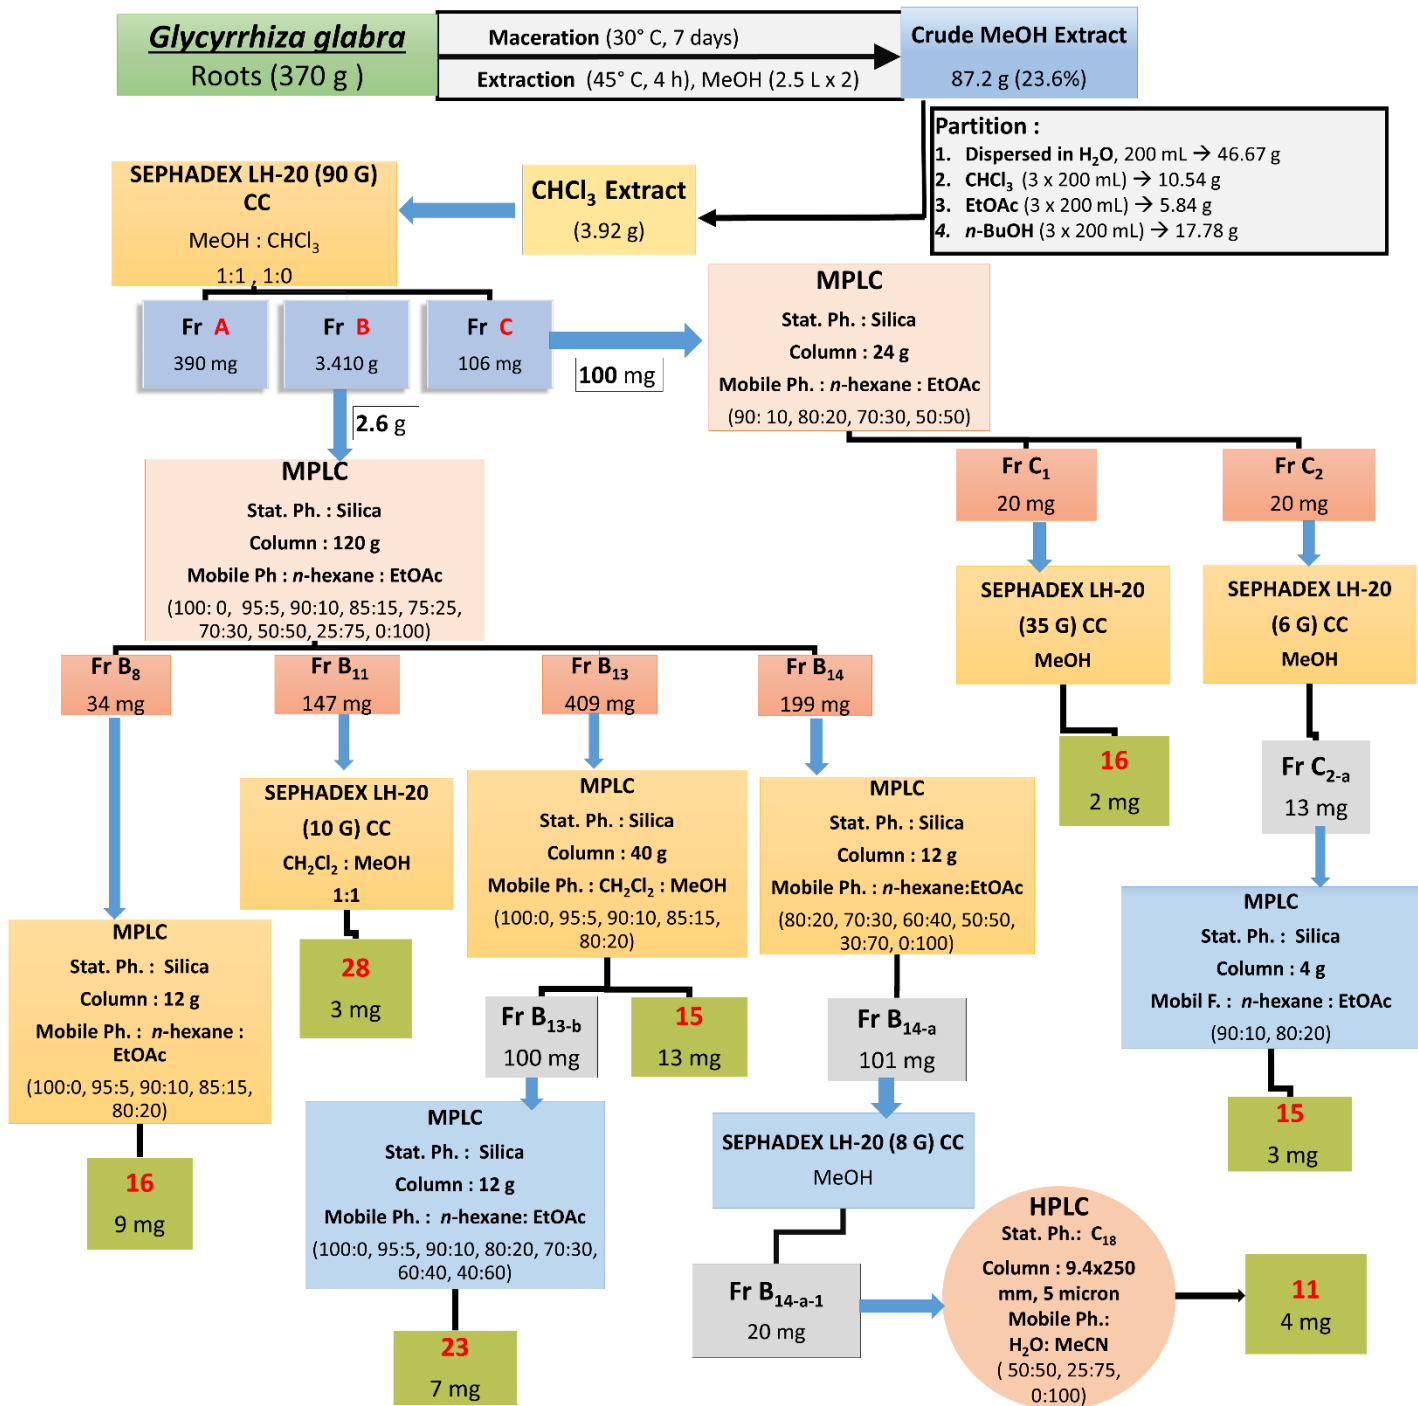 Glycyrrhiza glabra
Roots (370 g )
Maceration (30° C, 7 days)
Extraction (45° C, 4 h), MeOH (2.5 L x 2)
Crude MeOH Extract
87.2 g (23.6%)
Partition :
1. Dispersed in H₂O, 200 mL → 46.67 g
2. CHCl₃ (3 x 200 mL) → 10.54 g
3. EtOAc (3 x 200 mL) → 5.84 g
4. n-BuOH (3 x 200 mL) → 17.78 g
CHCl₃ Extract
(3.92 g)
SEPHADEX LH-20 (90 G)
CC
MeOH : CHCl₃
1:1 , 1:0
Fr A
390 mg
Fr B
3.410 g
Fr C
106 mg
100 mg
2.6 g
MPLC
Stat. Ph. : Silica
Column : 24 g
Mobile Ph. : n-hexane : EtOAc
(90: 10, 80:20, 70:30, 50:50)
MPLC
Stat. Ph. : Silica
Column : 120 g
Mobile Ph : n-hexane : EtOAc
(100: 0, 95:5, 90:10, 85:15, 75:25,
70:30, 50:50, 25:75, 0:100)
Fr C₁
20 mg
Fr C₂
20 mg
SEPHADEX LH-20
(35 G) CC
MeOH
SEPHADEX LH-20
(6 G) CC
MeOH
16
2 mg
Fr C₂₋ₐ
13 mg
MPLC
Stat. Ph. : Silica
Column : 4 g
Mobil F. : n-hexane : EtOAc
(90:10, 80:20)
15
3 mg
Fr B₈
34 mg
Fr B₁₁
147 mg
Fr B₁₃
409 mg
Fr B₁₄
199 mg
MPLC
Stat. Ph. : Silica
Column : 12 g
Mobile Ph. : n-hexane :
EtOAc
(100:0, 95:5, 90:10, 85:15,
80:20)
16
9 mg
SEPHADEX LH-20
(10 G) CC
CH₂Cl₂ : MeOH
1:1
28
3 mg
MPLC
Stat. Ph. : Silica
Column : 40 g
Mobile Ph. : CH₂Cl₂ : MeOH
(100:0, 95:5, 90:10, 85:15,
80:20)
Fr B₁₃₋b
100 mg
15
13 mg
MPLC
Stat. Ph. : Silica
Column : 12 g
Mobile Ph. : n-hexane: EtOAc
(100:0, 95:5, 90:10, 80:20, 70:30,
60:40, 40:60)
23
7 mg
MPLC
Stat. Ph. : Silica
Column : 12 g
Mobile Ph. : n-hexane:EtOAc
(80:20, 70:30, 60:40, 50:50,
30:70, 0:100)
Fr B₁₄₋ₐ
101 mg
SEPHADEX LH-20 (8 G) CC
MeOH
Fr B₁₄₋ₐ₋₁
20 mg
HPLC
Stat. Ph.: C₁₈
Column : 9.4x250
mm, 5 micron
Mobile Ph.:
H₂O: MeCN
( 50:50, 25:75,
0:100)
11
4 mg